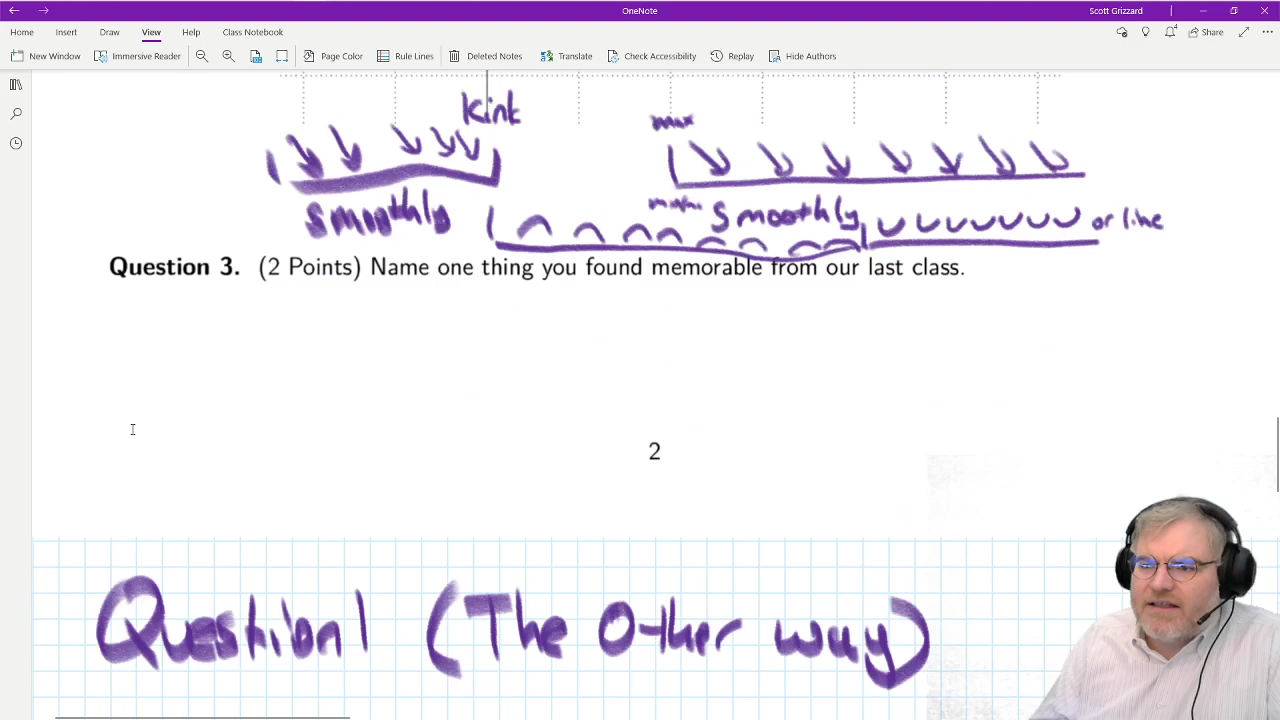 OneNote
Scott Grizzard
Home Insert Draw View Help Class Notebook
Share
New Window Immersive Reader Page Color Rule Lines Deleted Notes Translate Check Accessibility Replay Hide Authors
Kink
max
Smoothly
Smoothly
or line
Question 3. (2 Points) Name one thing you found memorable from our last class.
2
Question 1 (The Other way)